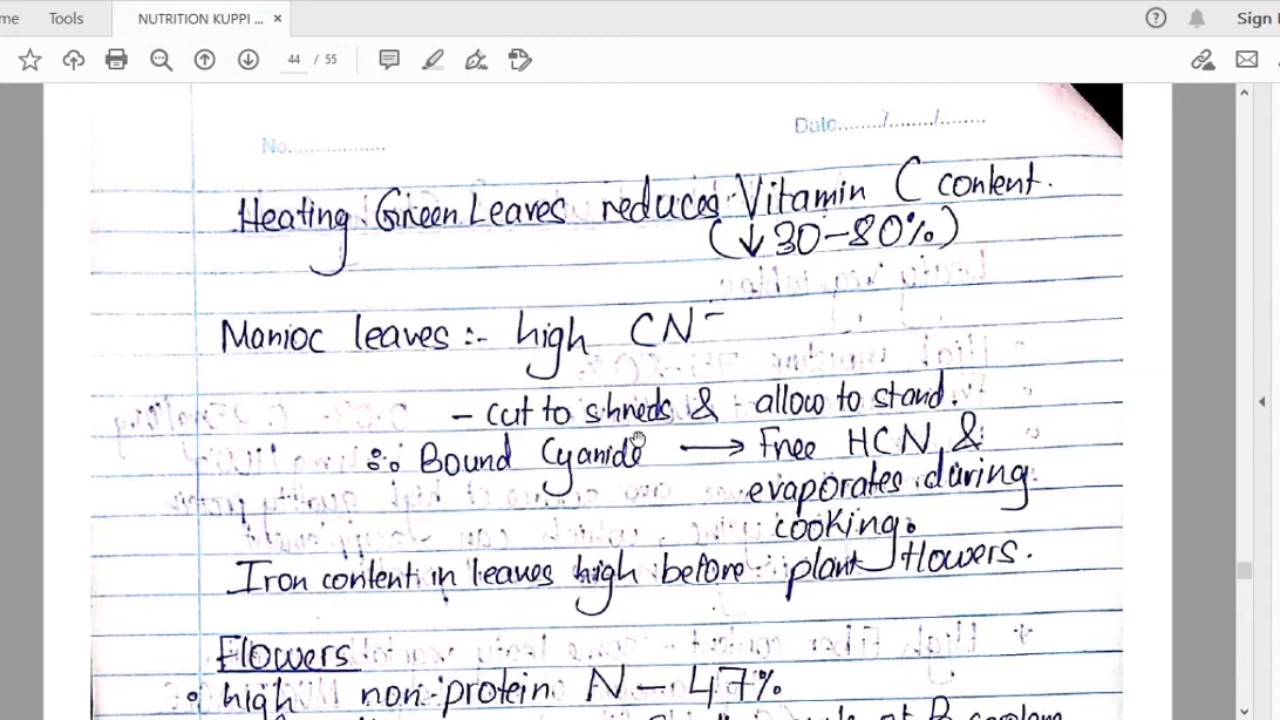 me Tools NUTRITION KUPPI ... × Sign
44 / 55
No................
Date......../......../........
Heating Green Leaves reduces Vitamin C content.
(↓ 30-80%)
Manioc leaves :- high CN⁻
- cut to shreds & allow to stand.
∴ Bound Cyanide → Free HCN &
evaporates during
cooking.
Iron content in leaves high before plant flowers.
Flowers
• high non-protein N - 47%